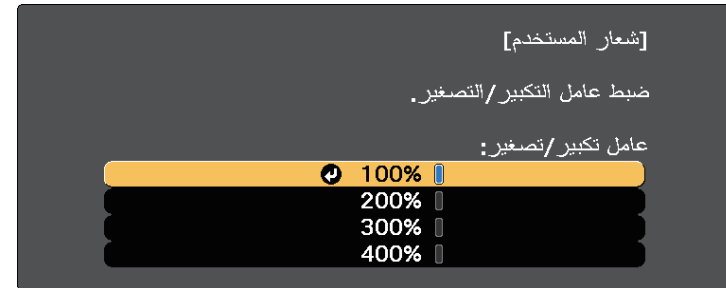 [شعار المستخدم]
ضبط عامل التكبير/التصغير.
عامل تكبير/تصغير:
100%
200%
300%
400%